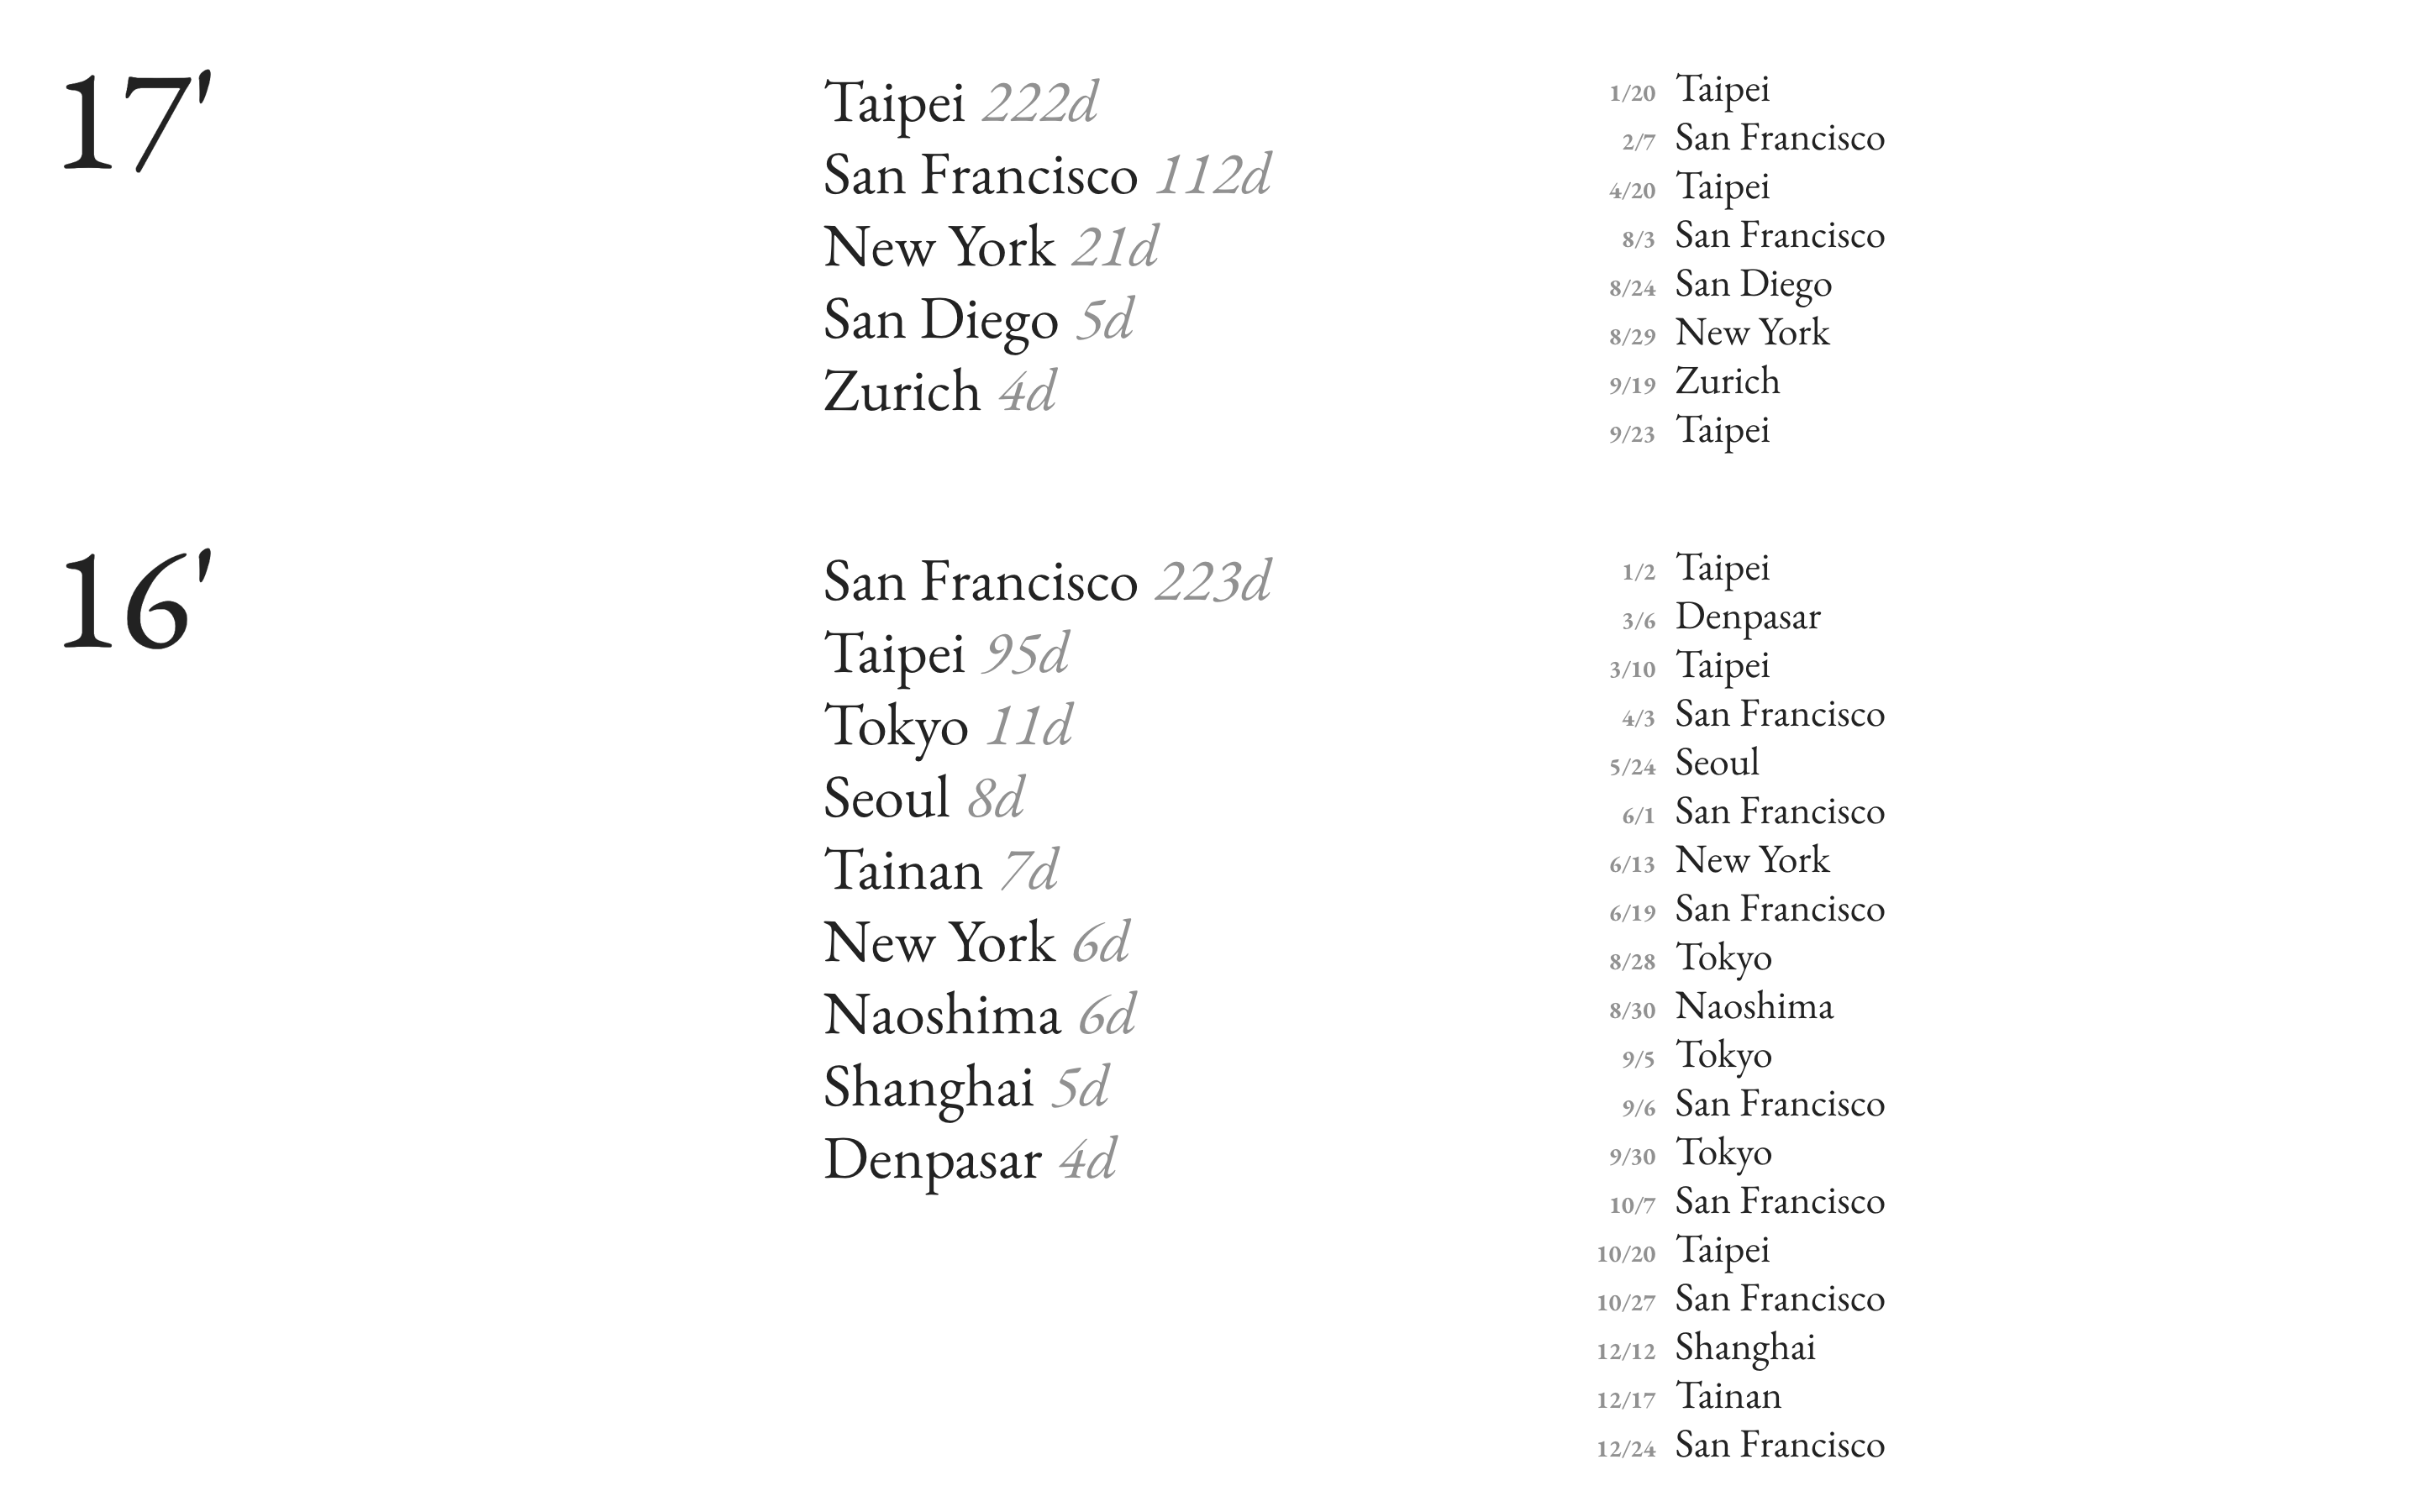 17'
Taipei 222d
San Francisco 112d
New York 21d
San Diego 5d
Zurich 4d
1/20 Taipei
2/7 San Francisco
4/20 Taipei
8/3 San Francisco
8/24 San Diego
8/29 New York
9/19 Zurich
9/23 Taipei
16'
San Francisco 223d
Taipei 95d
Tokyo 11d
Seoul 8d
Tainan 7d
New York 6d
Naoshima 6d
Shanghai 5d
Denpasar 4d
1/2 Taipei
3/6 Denpasar
3/10 Taipei
4/3 San Francisco
5/24 Seoul
6/1 San Francisco
6/13 New York
6/19 San Francisco
8/28 Tokyo
8/30 Naoshima
9/5 Tokyo
9/6 San Francisco
9/30 Tokyo
10/7 San Francisco
10/20 Taipei
10/27 San Francisco
12/12 Shanghai
12/17 Tainan
12/24 San Francisco